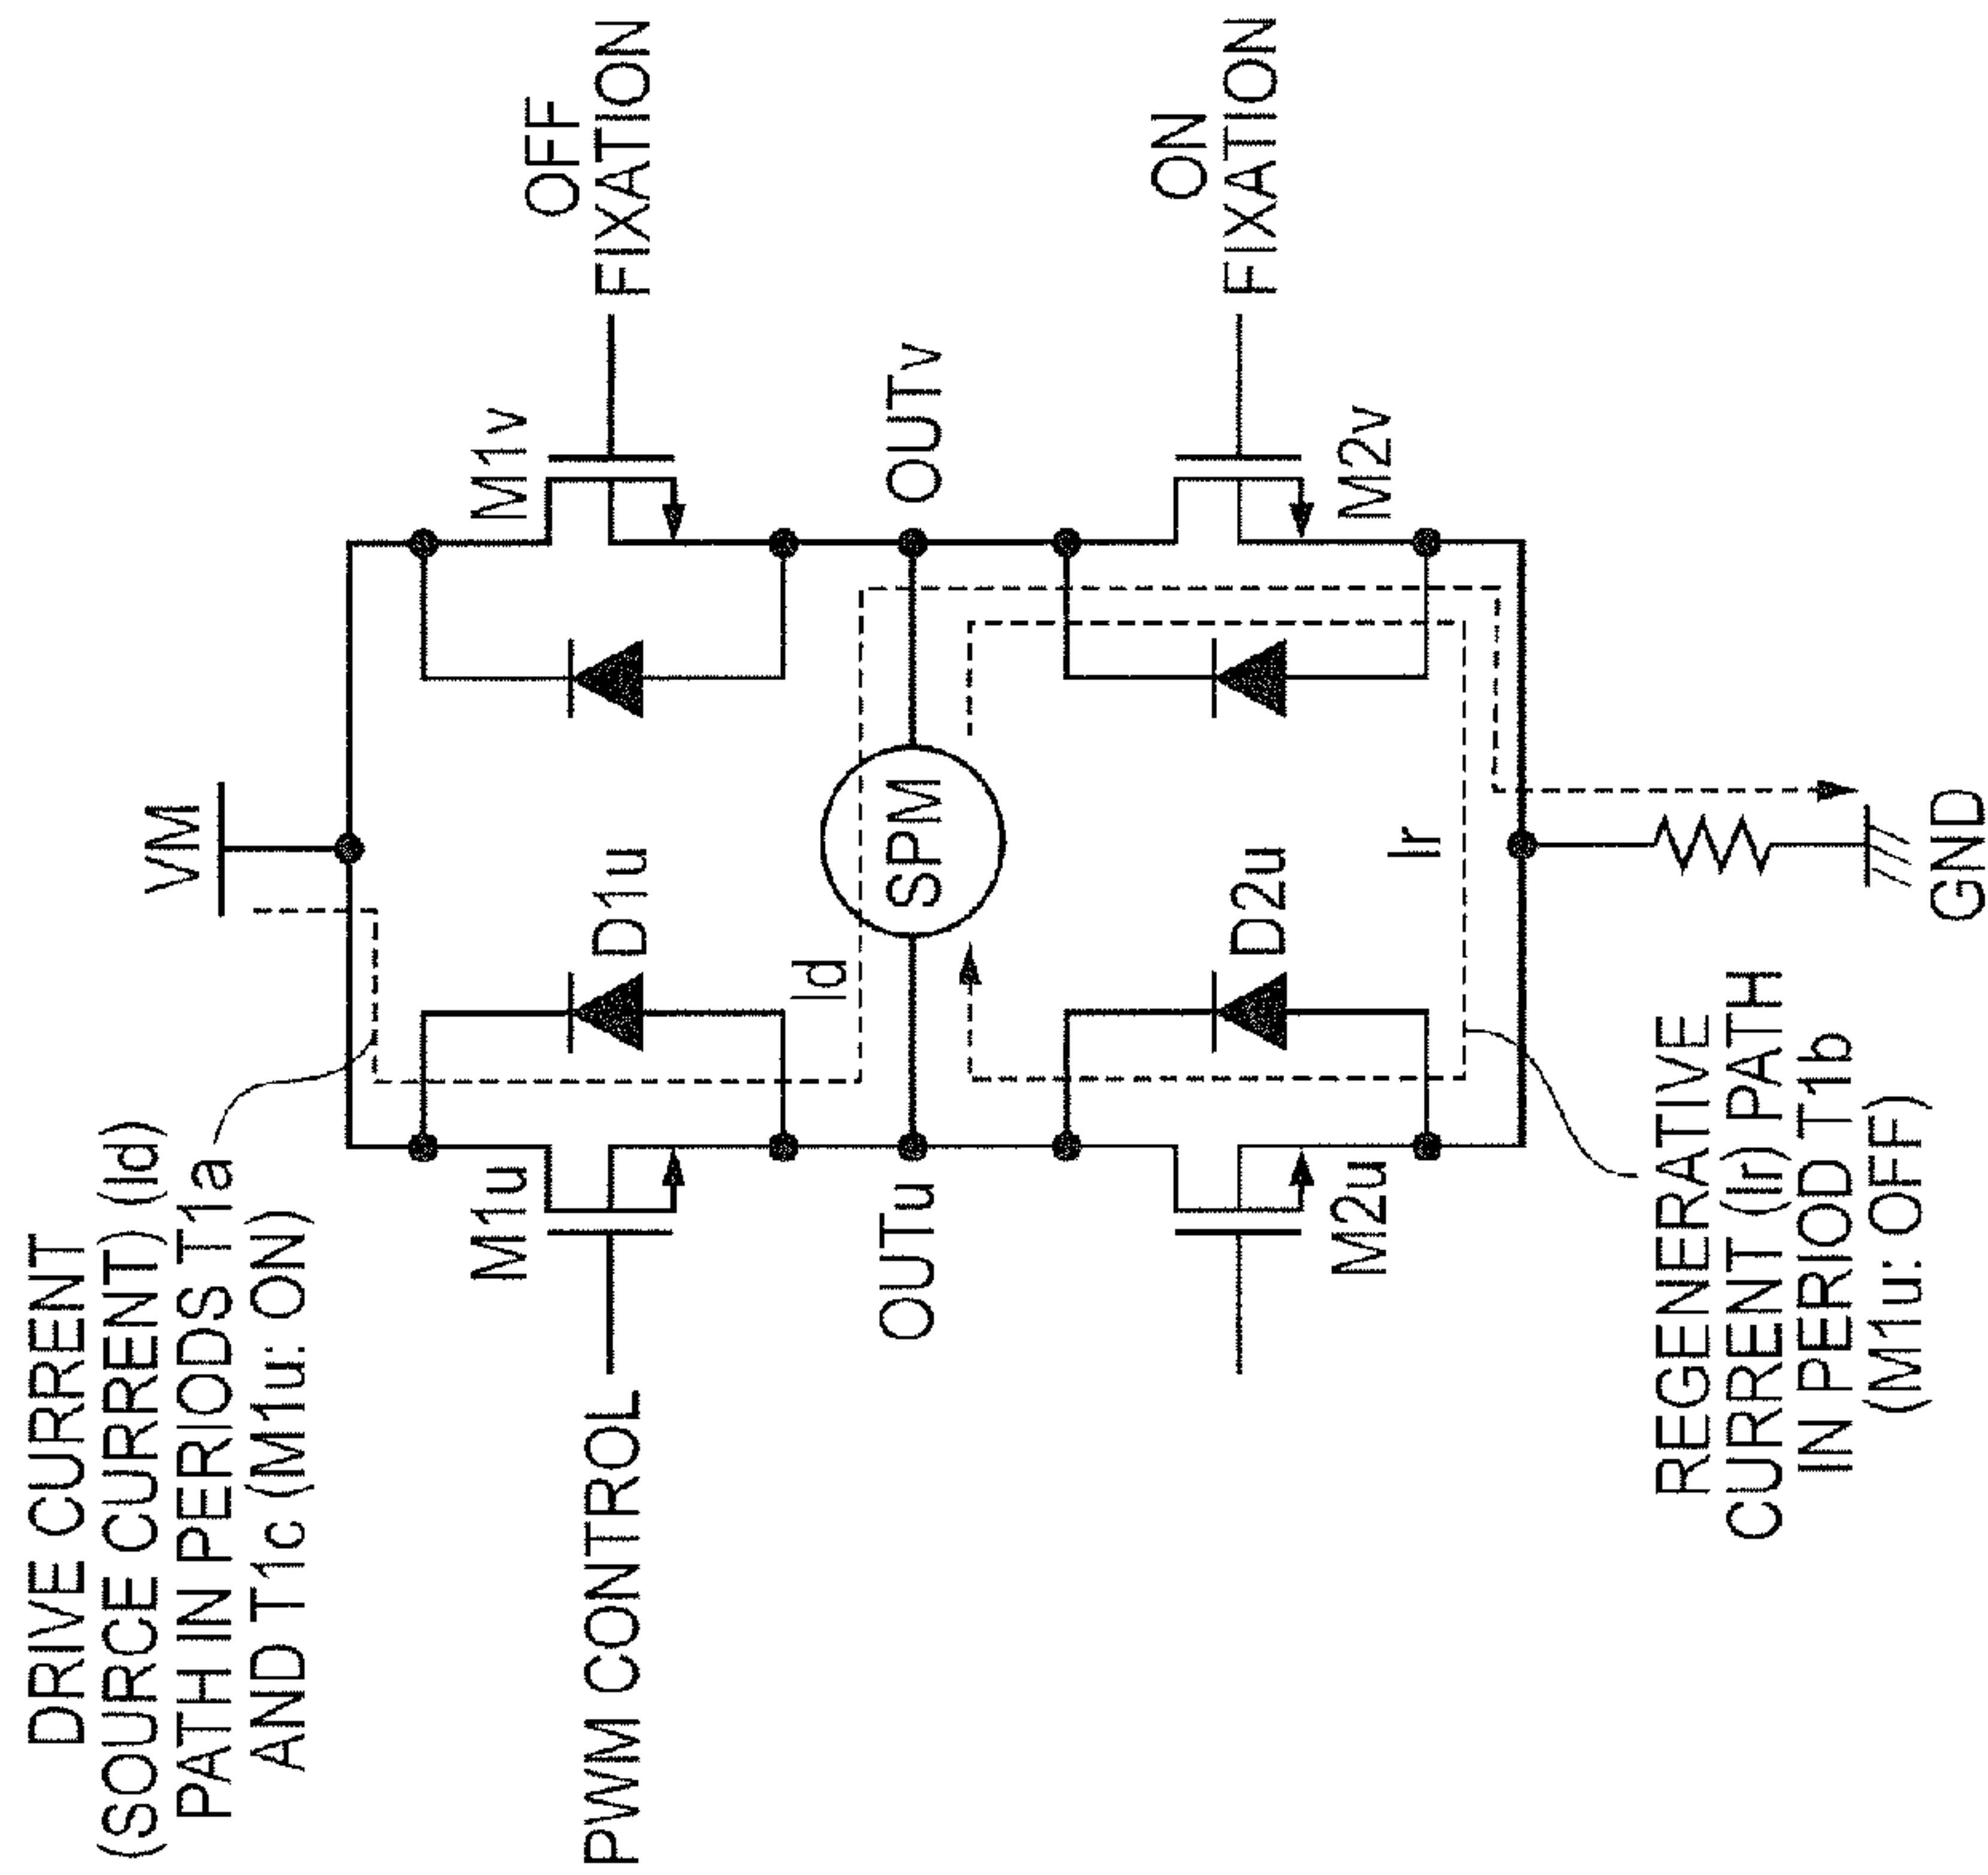 DRIVE CURRENT
(SOURCE CURRENT) (Id)
PATH IN PERIODS T1a
AND T1c (M1u: ON)
VM
M1u
D1u
M1v
OFF
FIXATION
PWM CONTROL
Id
OUTu
SPM
OUTv
M2u
D2u
Ir
M2v
ON
FIXATION
REGENERATIVE
CURRENT (Ir) PATH
IN PERIOD T1b
(M1u: OFF)
GND